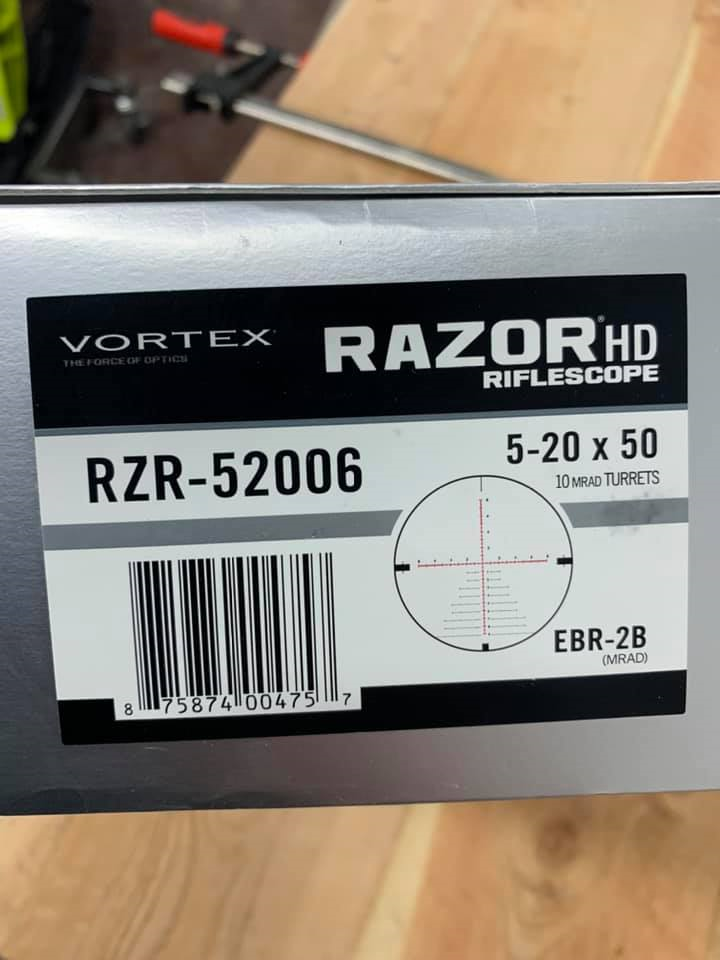 VORTEX
THE FORCE OF OPTICS
RAZOR® HD
RIFLESCOPE
RZR-52006
5-20 x 50
10 MRAD TURRETS
EBR-2B
(MRAD)
8 75874 00475 7